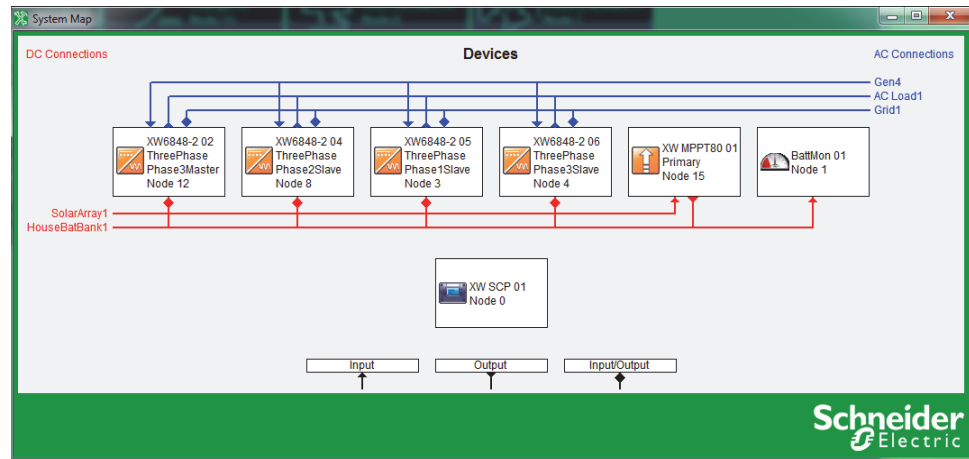 System Map
DC Connections
Devices
AC Connections
Gen4
AC Load1
Grid1
XW6848-2 02
ThreePhase
Phase3Master
Node 12
XW6848-2 04
ThreePhase
Phase2Slave
Node 8
XW6848-2 05
ThreePhase
Phase1Slave
Node 3
XW6848-2 06
ThreePhase
Phase3Slave
Node 4
XW MPPT80 01
Primary
Node 15
BattMon 01
Node 1
SolarArray1
HouseBatBank1
XW SCP 01
Node 0
Input
Output
Input/Output
Schneider
Electric